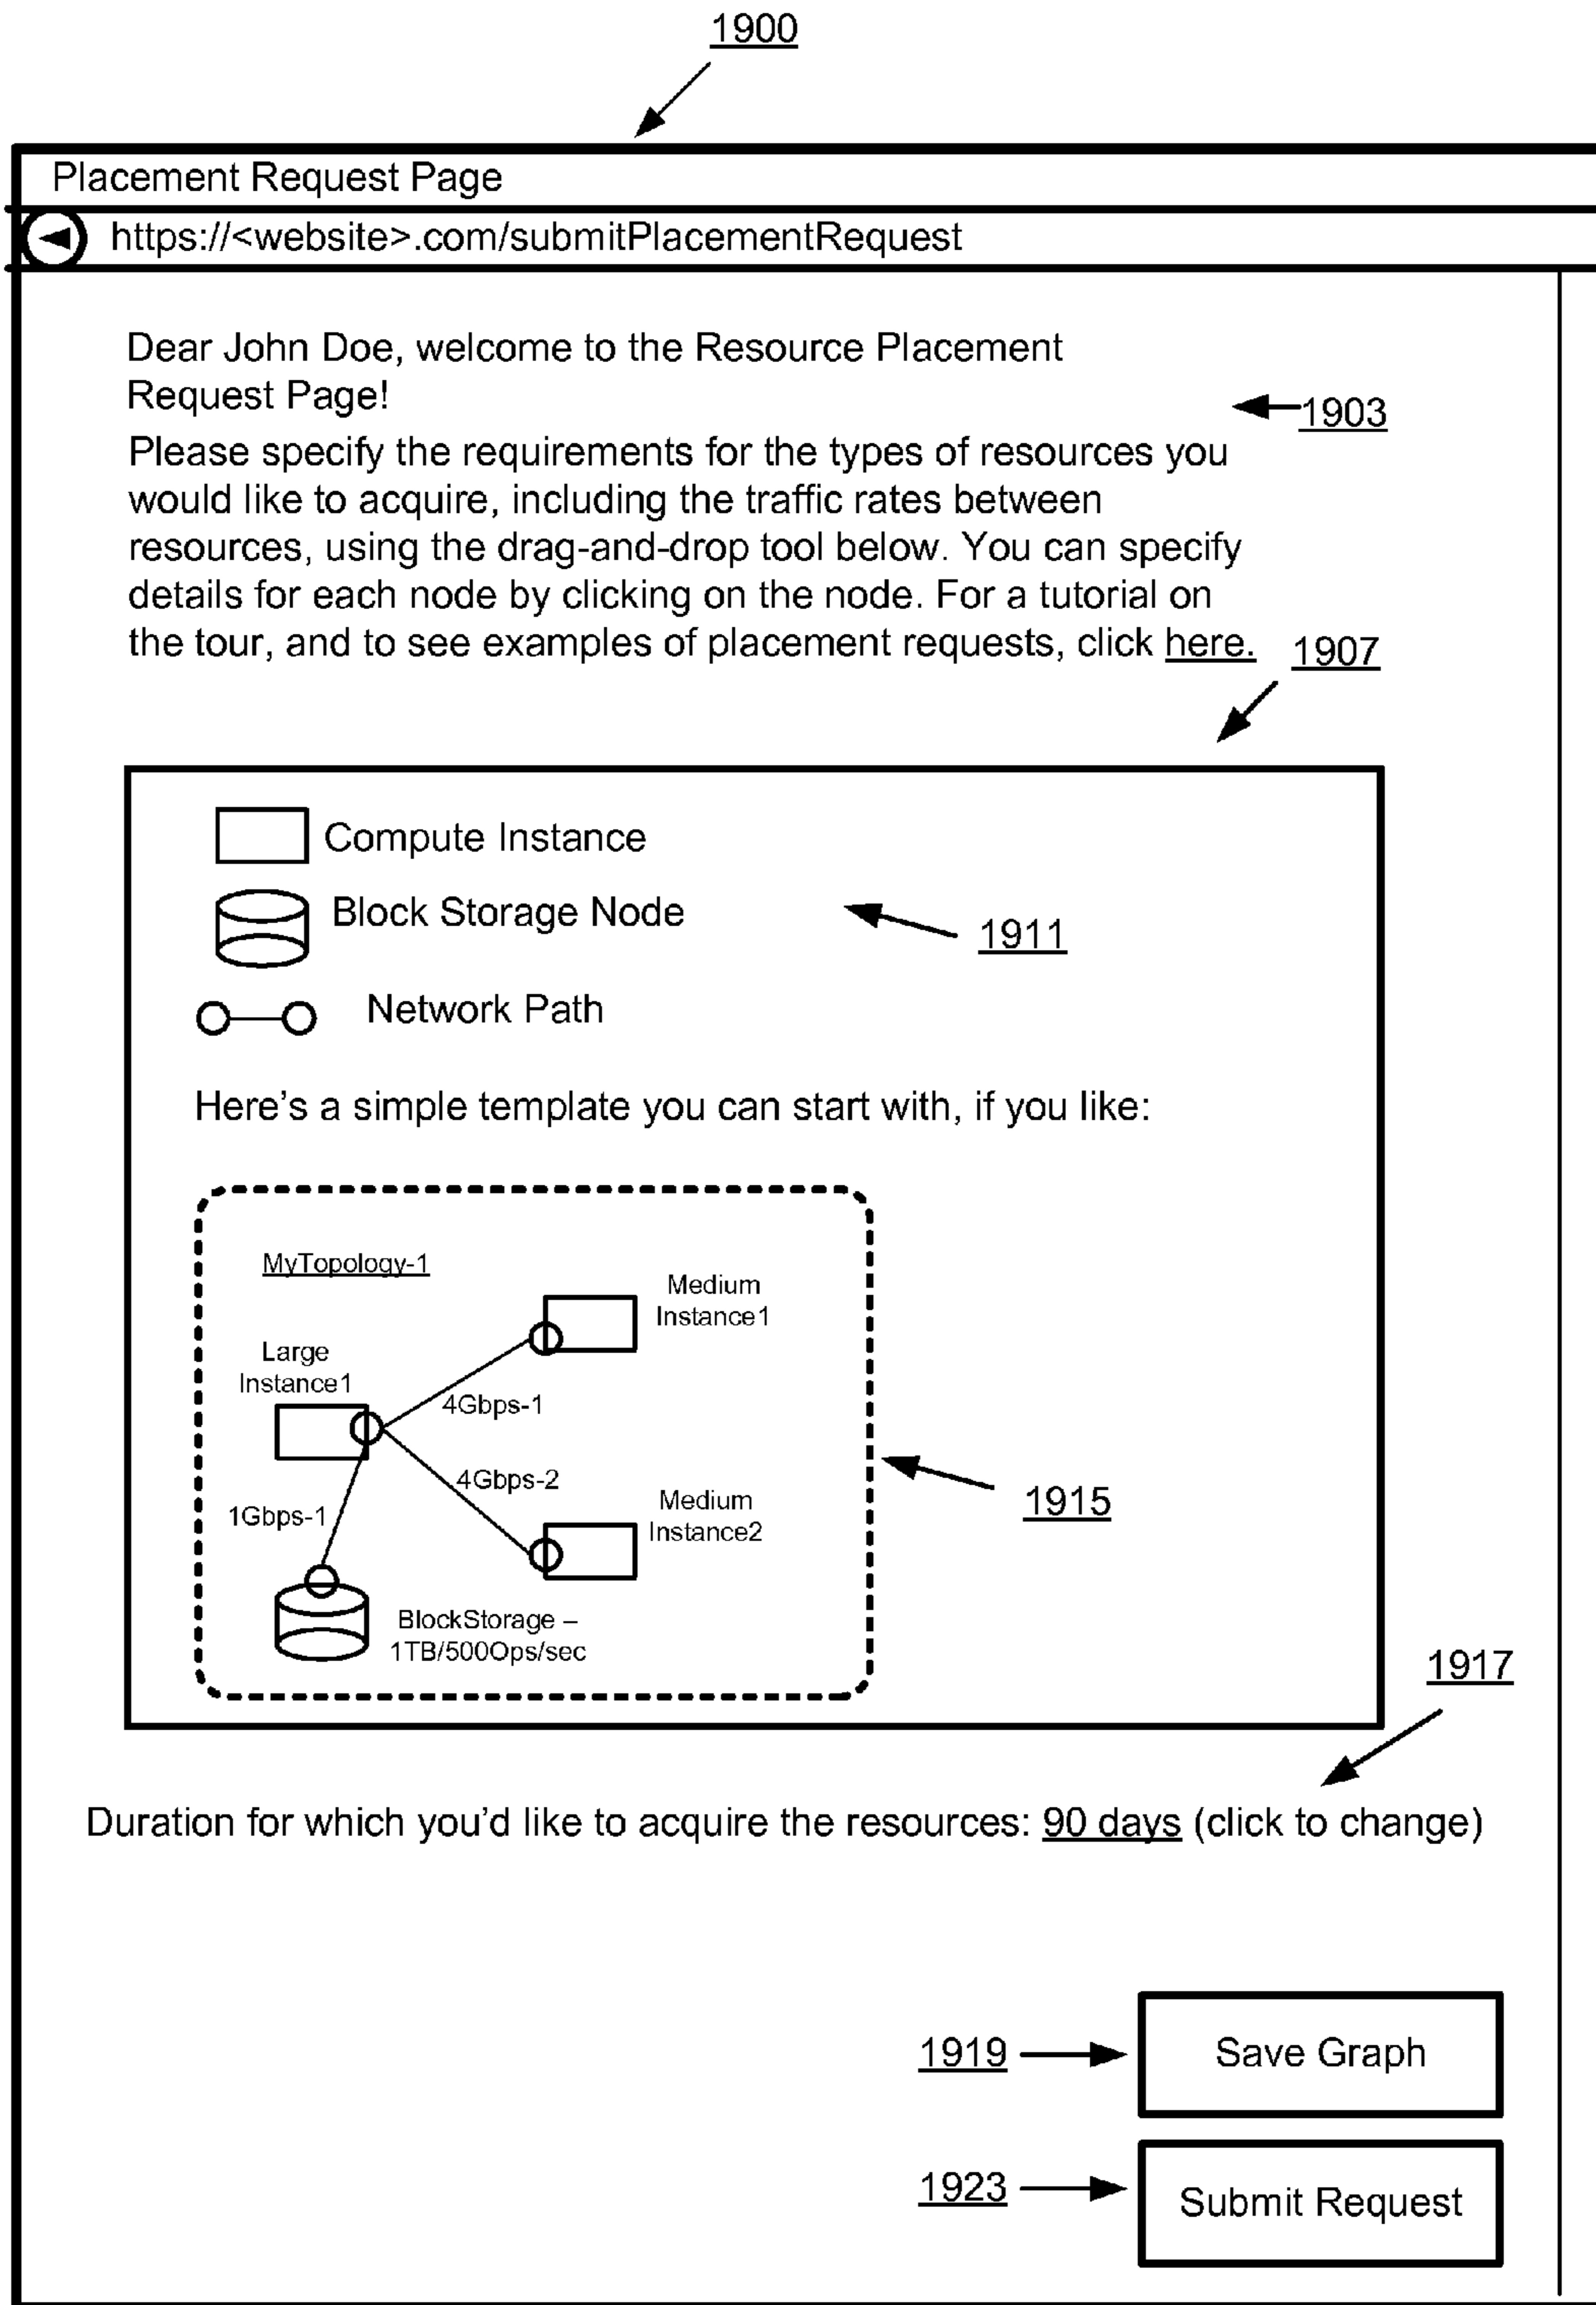 1900
Placement Request Page
https://<website>.com/submitPlacementRequest
Dear John Doe, welcome to the Resource Placement
Request Page!
1903
Please specify the requirements for the types of resources you
would like to acquire, including the traffic rates between
resources, using the drag-and-drop tool below. You can specify
details for each node by clicking on the node. For a tutorial on
the tour, and to see examples of placement requests, click here.
1907
Compute Instance
Block Storage Node
1911
Network Path
Here's a simple template you can start with, if you like:
MyTopology-1
Medium
Instance1
Large
Instance1
4Gbps-1
4Gbps-2
1Gbps-1
Medium
Instance2
1915
BlockStorage –
1TB/500Ops/sec
1917
Duration for which you'd like to acquire the resources: 90 days (click to change)
1919
Save Graph
1923
Submit Request